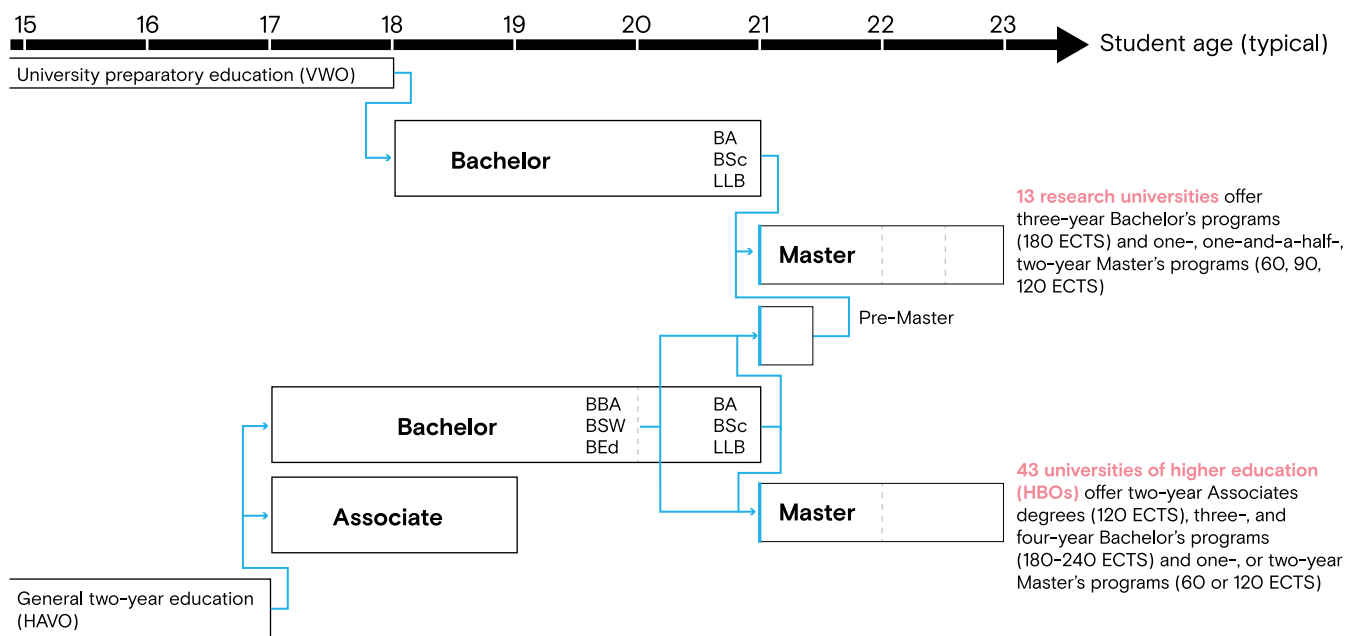 15 16 17 18 19 20 21 22 23
Student age (typical)
University preparatory education (VWO)
Bachelor
BA
BSc
LLB
13 research universities offer
three-year Bachelor's programs
(180 ECTS) and one-, one-and-a-half-,
two-year Master's programs (60, 90,
120 ECTS)
Master
Pre-Master
Bachelor
BBA
BSW
BEd
BA
BSc
LLB
43 universities of higher education
(HBOs) offer two-year Associates
degrees (120 ECTS), three-, and
four-year Bachelor's programs
(180-240 ECTS) and one-, or two-year
Master's programs (60 or 120 ECTS)
Associate
Master
General two-year education
(HAVO)